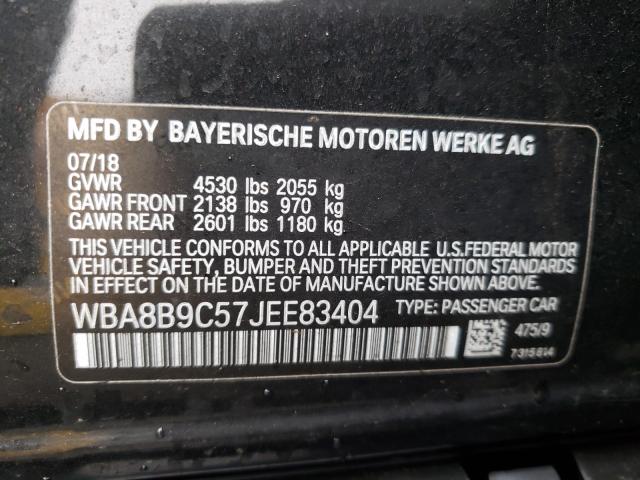 MFD BY BAYERISCHE MOTOREN WERKE AG
07/18
GVWR 4530 lbs 2055 kg
GAWR FRONT 2138 lbs 970 kg
GAWR REAR 2601 lbs 1180 kg
THIS VEHICLE CONFORMS TO ALL APPLICABLE U.S.FEDERAL MOTOR
VEHICLE SAFETY, BUMPER AND THEFT PREVENTION STANDARDS
IN EFFECT ON THE DATE OF MANUFACTURE SHOWN ABOVE.
WBA8B9C57JEE83404 TYPE: PASSENGER CAR
475/9
7315614